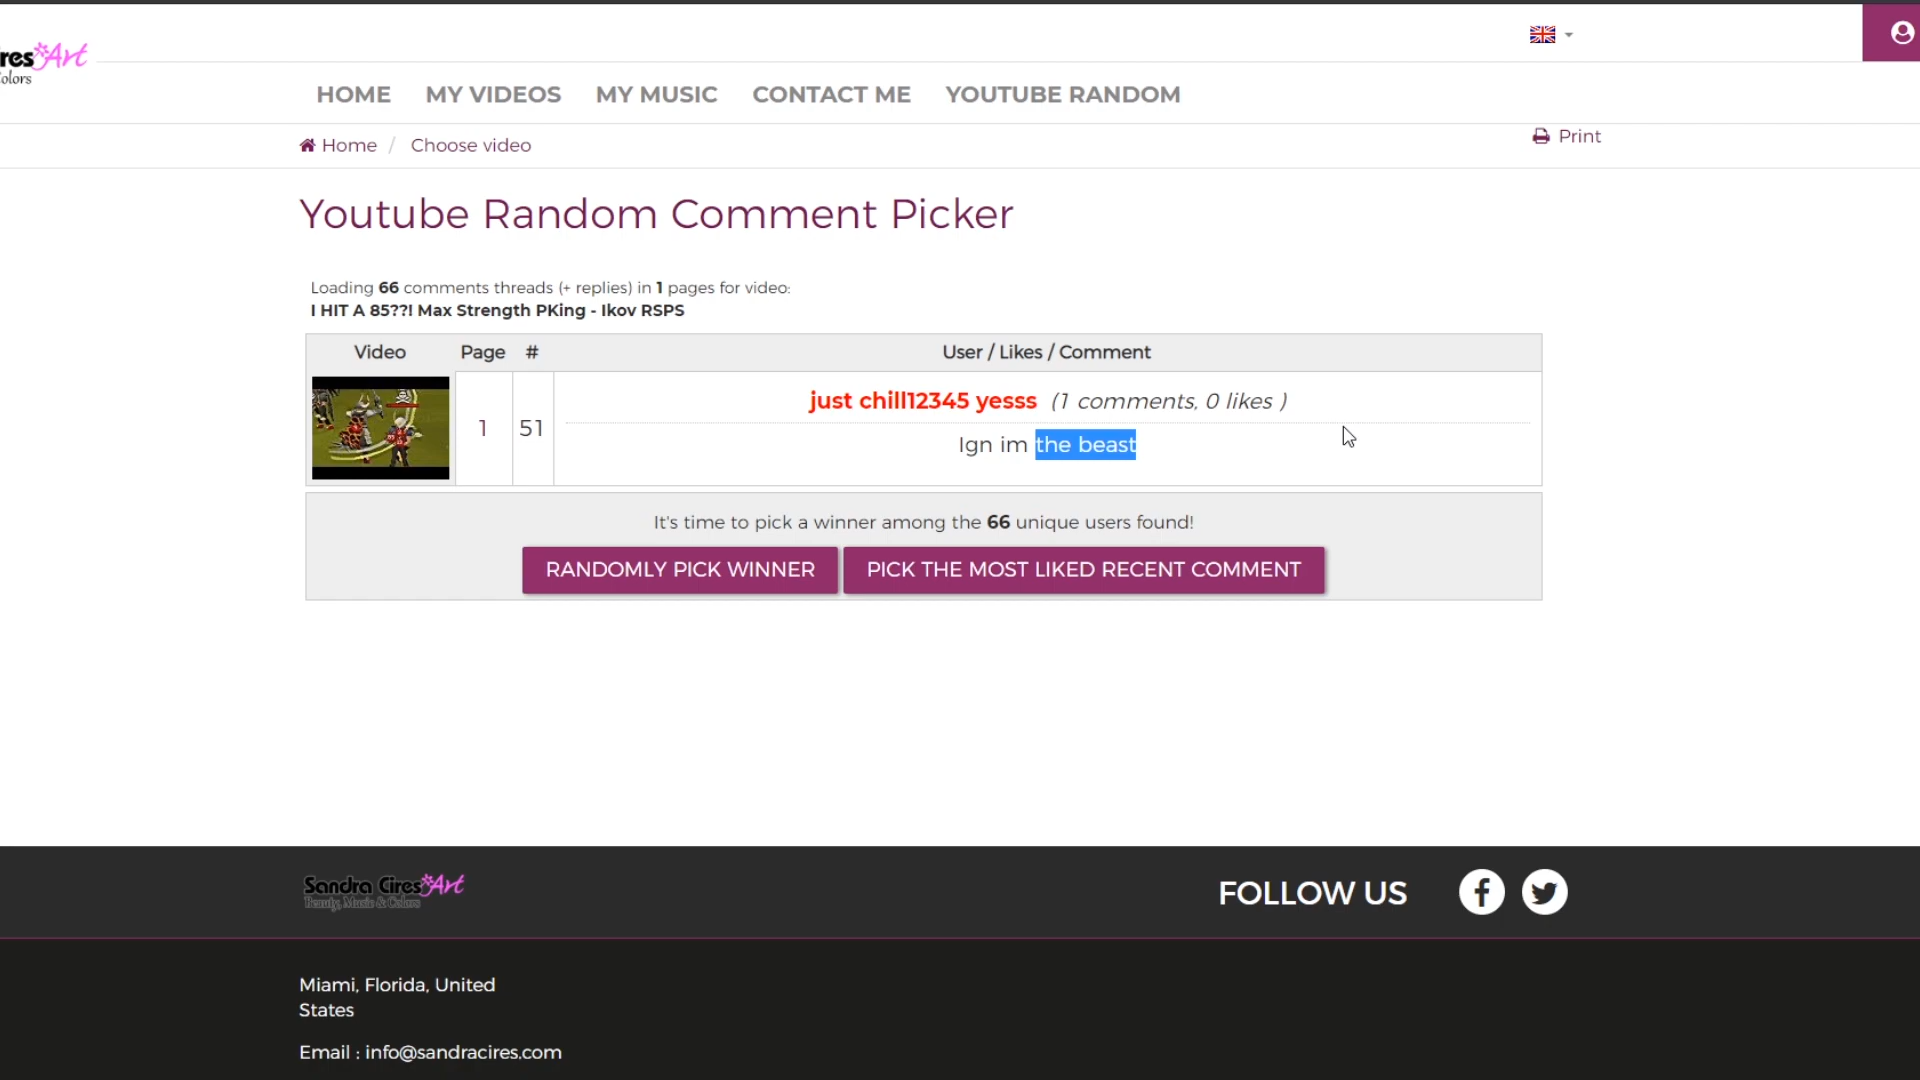 res Art
olors
HOME MY VIDEOS MY MUSIC CONTACT ME YOUTUBE RANDOM
Home / Choose video
Print
Youtube Random Comment Picker
Loading 66 comments threads (+ replies) in 1 pages for video:
I HIT A 85??! Max Strength PKing - Ikov RSPS
Video Page # User / Likes / Comment
1 51 just chill12345 yesss (1 comments, 0 likes )
Ign im the beast
It's time to pick a winner among the 66 unique users found!
RANDOMLY PICK WINNER PICK THE MOST LIKED RECENT COMMENT
Sandra Cires Art
Beauty, Music & Colors
FOLLOW US
Miami, Florida, United
States
Email : info@sandracires.com